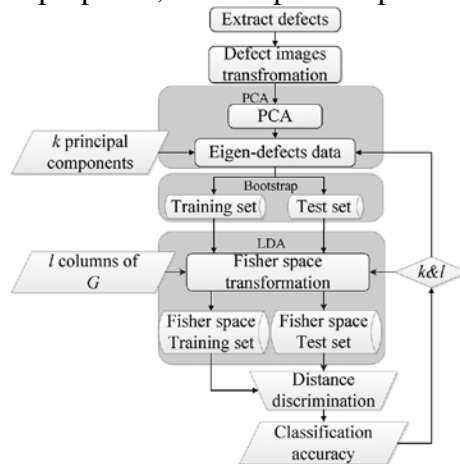 Extract defects
Defect images
transfromation
PCA
PCA
k principal
components
Eigen-defects data
Bootstrap
Training set
Test set
LDA
l columns of
G
Fisher space
transformation
k&l
Fisher space
Training set
Fisher space
Test set
Distance
discrimination
Classification
accuracy